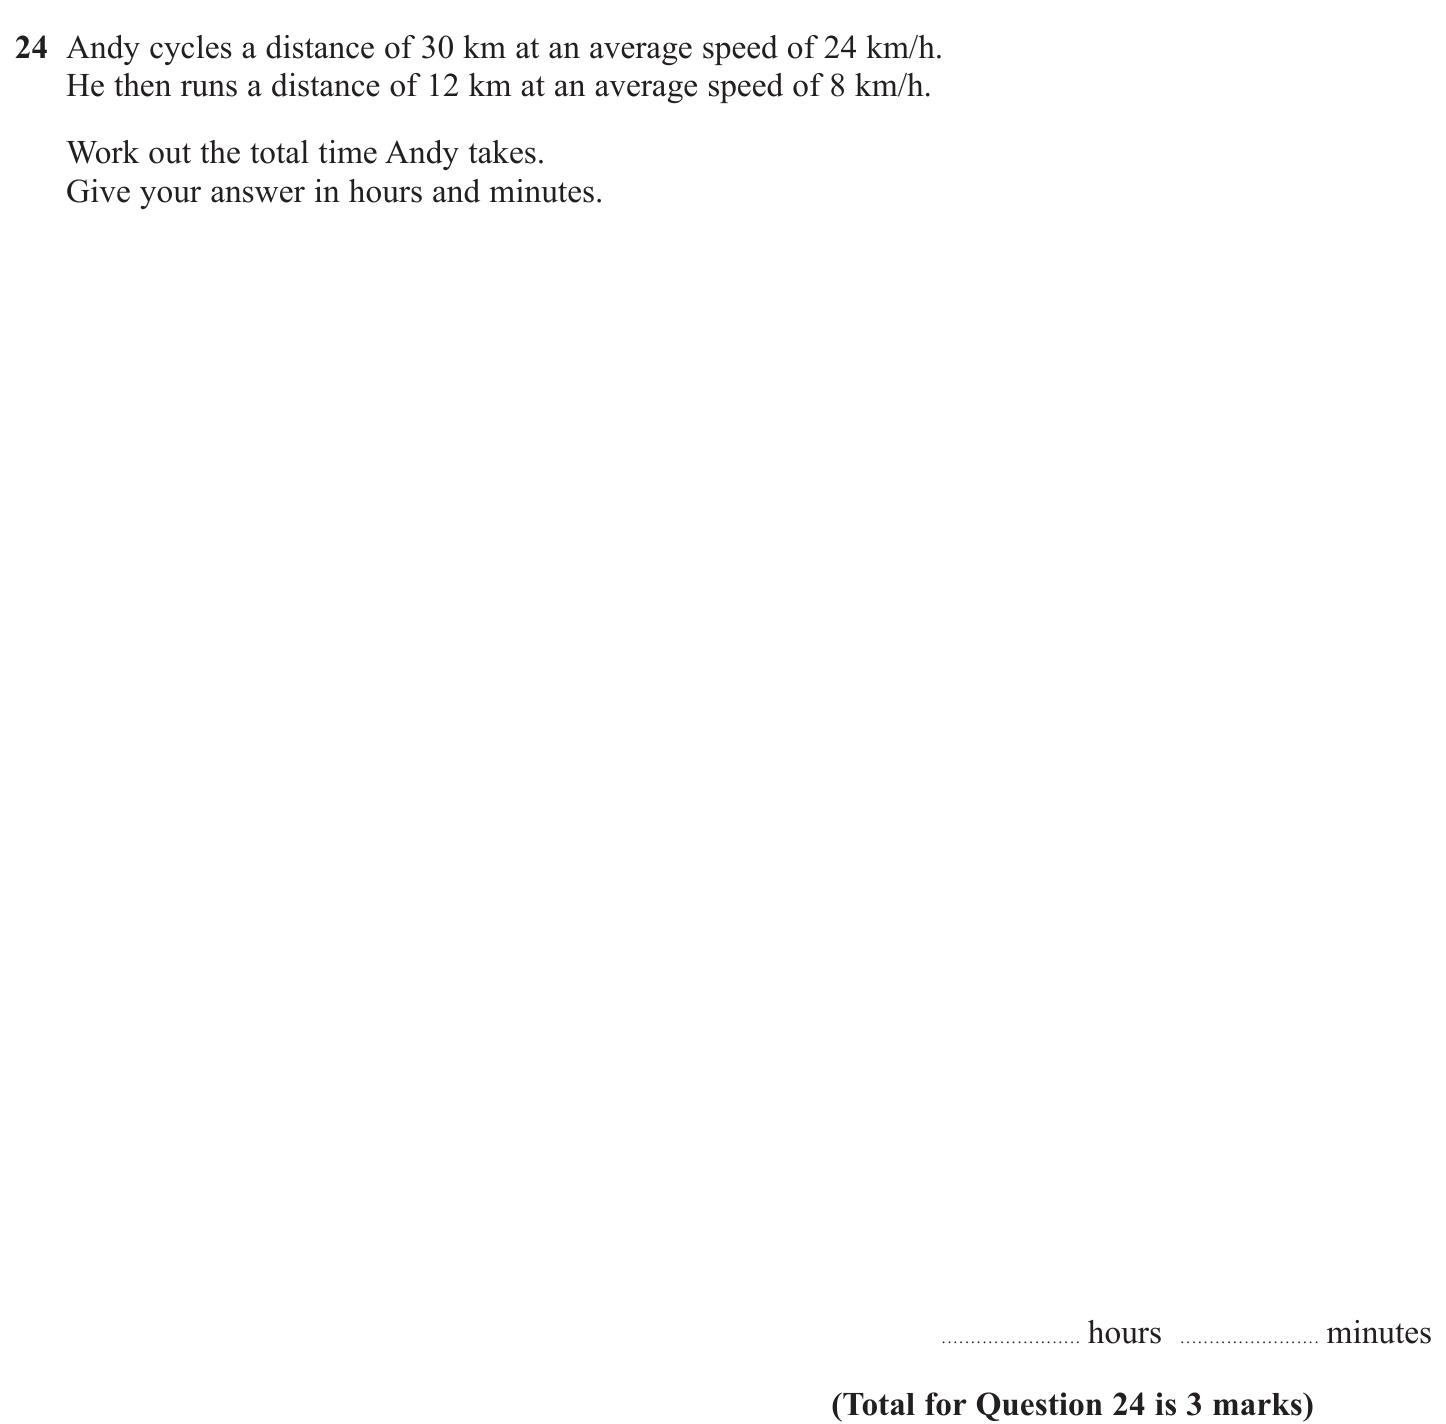 24 Andy cycles a distance of 30 km at an average speed of 24 km/h.
He then runs a distance of 12 km at an average speed of 8 km/h.
Work out the total time Andy takes.
Give your answer in hours and minutes.
........................ hours ........................ minutes
(Total for Question 24 is 3 marks)